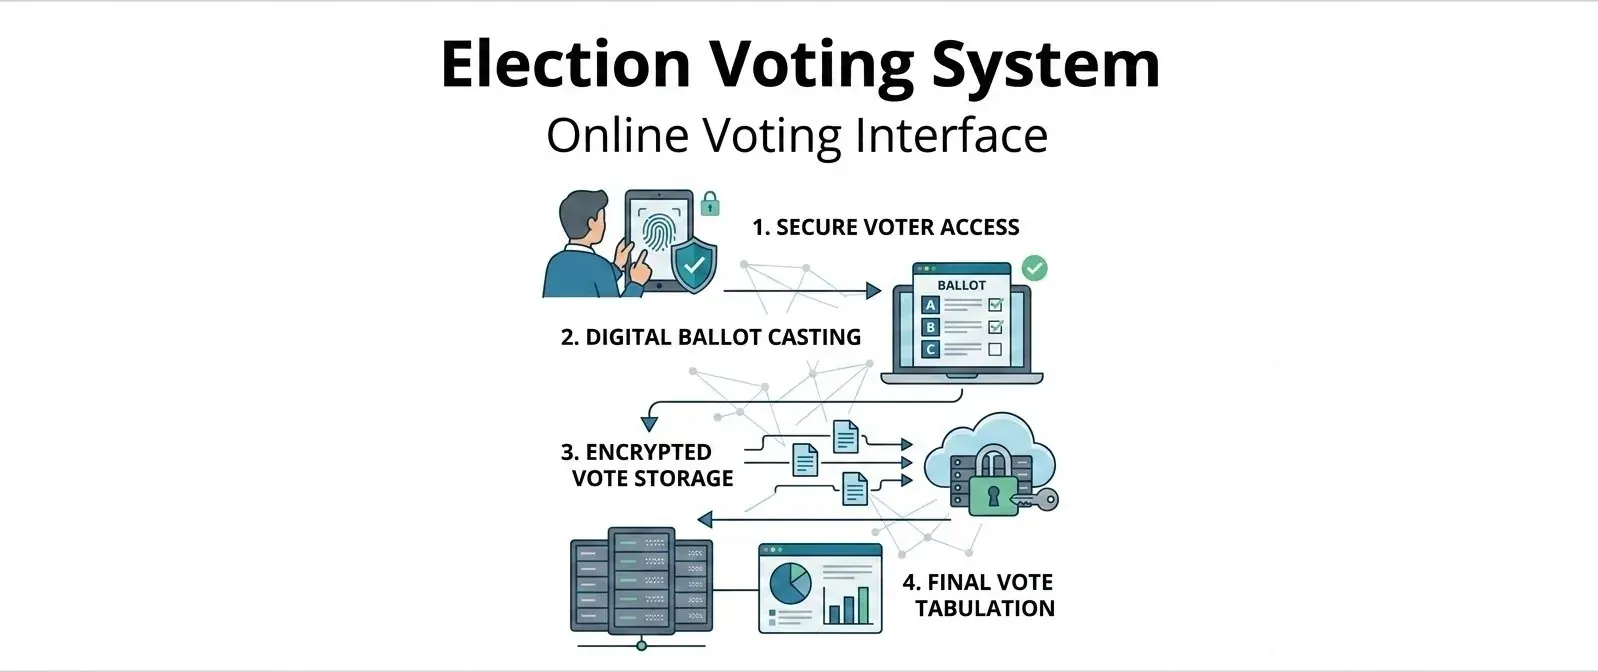 Election Voting System
Online Voting Interface
1. SECURE VOTER ACCESS
BALLOT
A
B
C
2. DIGITAL BALLOT CASTING
3. ENCRYPTED
VOTE STORAGE
4. FINAL VOTE
TABULATION